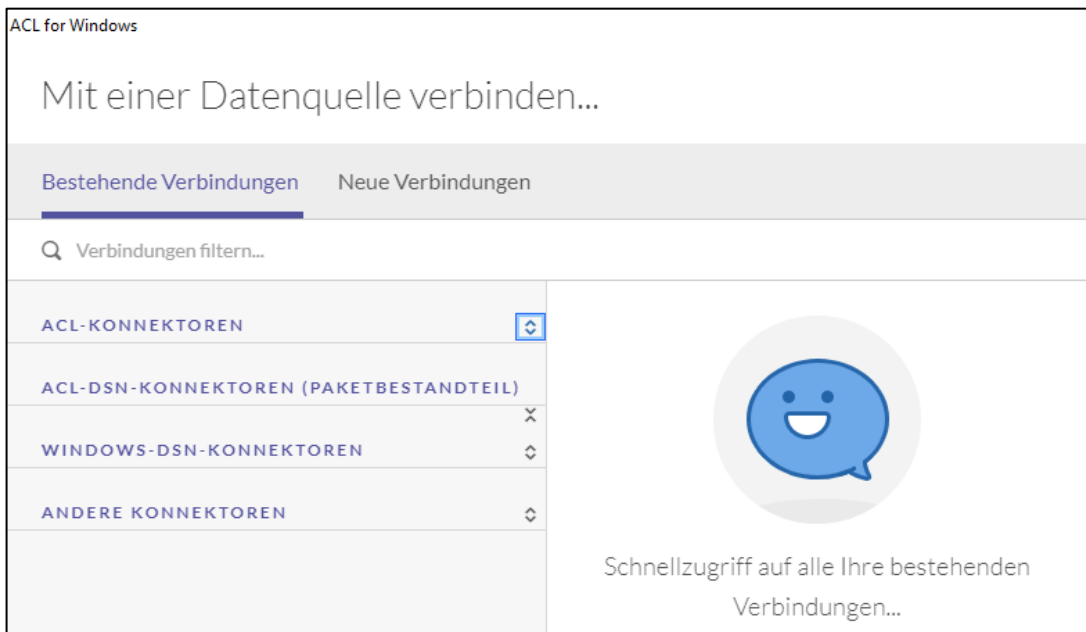 ACL for Windows
Mit einer Datenquelle verbinden...
Bestehende Verbindungen Neue Verbindungen
Verbindungen filtern...
ACL-KONNEKTOREN
ACL-DSN-KONNEKTOREN (PAKETBESTANDTEIL)
WINDOWS-DSN-KONNEKTOREN
ANDERE KONNEKTOREN
Schnellzugriff auf alle Ihre bestehenden
Verbindungen...